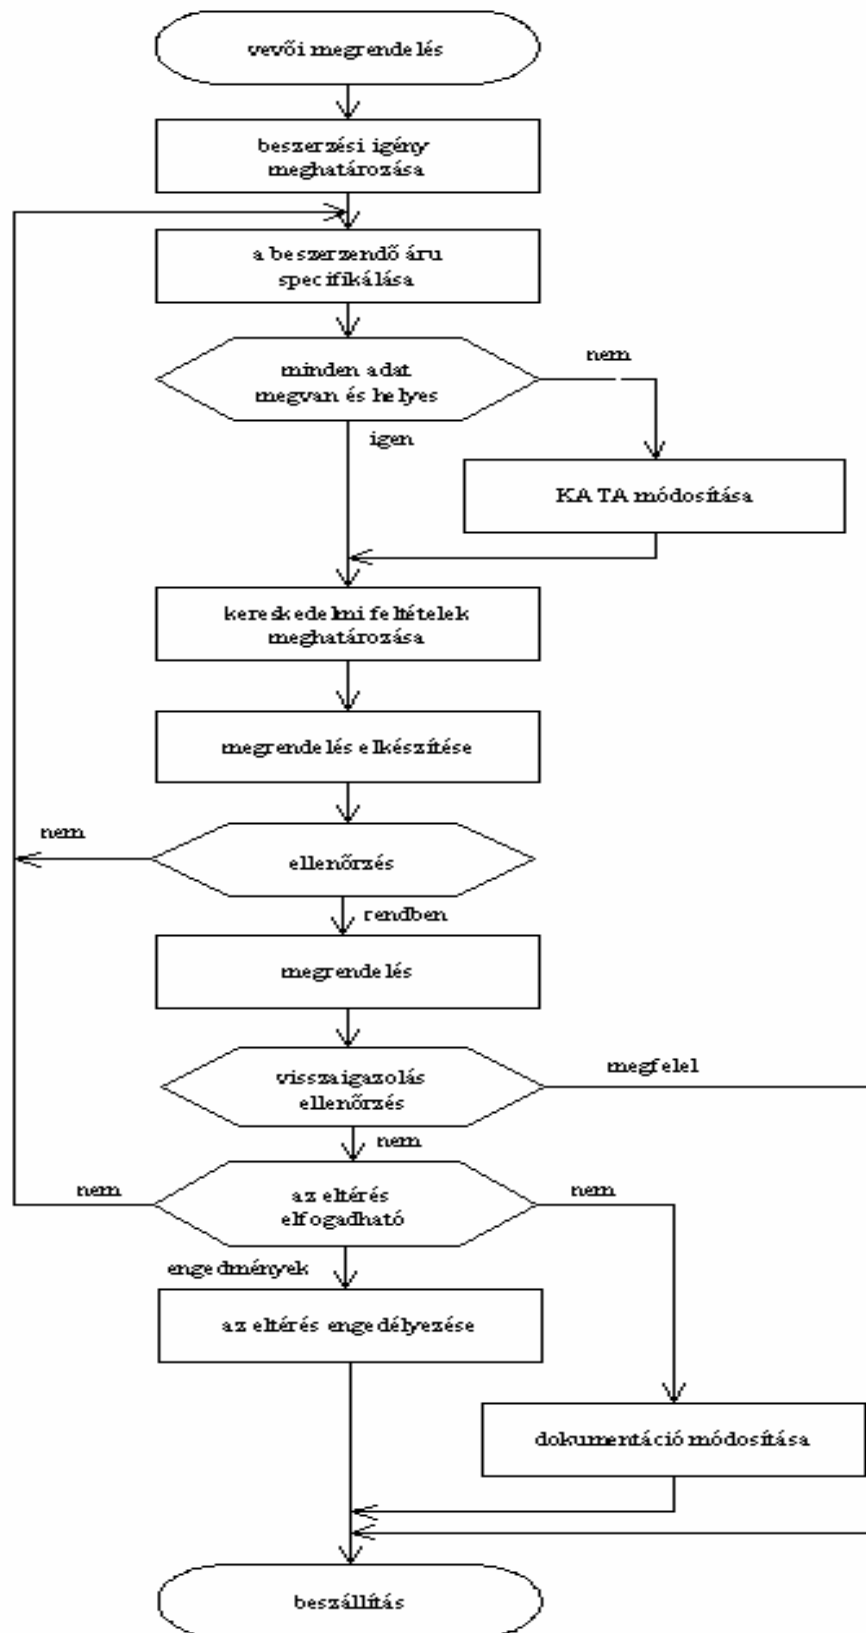 vevői megrendelés
beszerzési igény
meghatározása
a beszerzendő áru
specifikálása
minden adat
megvan és helyes
nem
igen
KATA módosítása
kereskedelmi feltételek
meghatározása
megrendelés elkészítése
nem
ellenőrzés
rendben
megrendelés
visszaigazolás
ellenőrzés
megfelel
nem
nem
az eltérés
elfogadható
nem
engedmények
az eltérés engedélyezése
dokumentáció módosítása
beszállítás